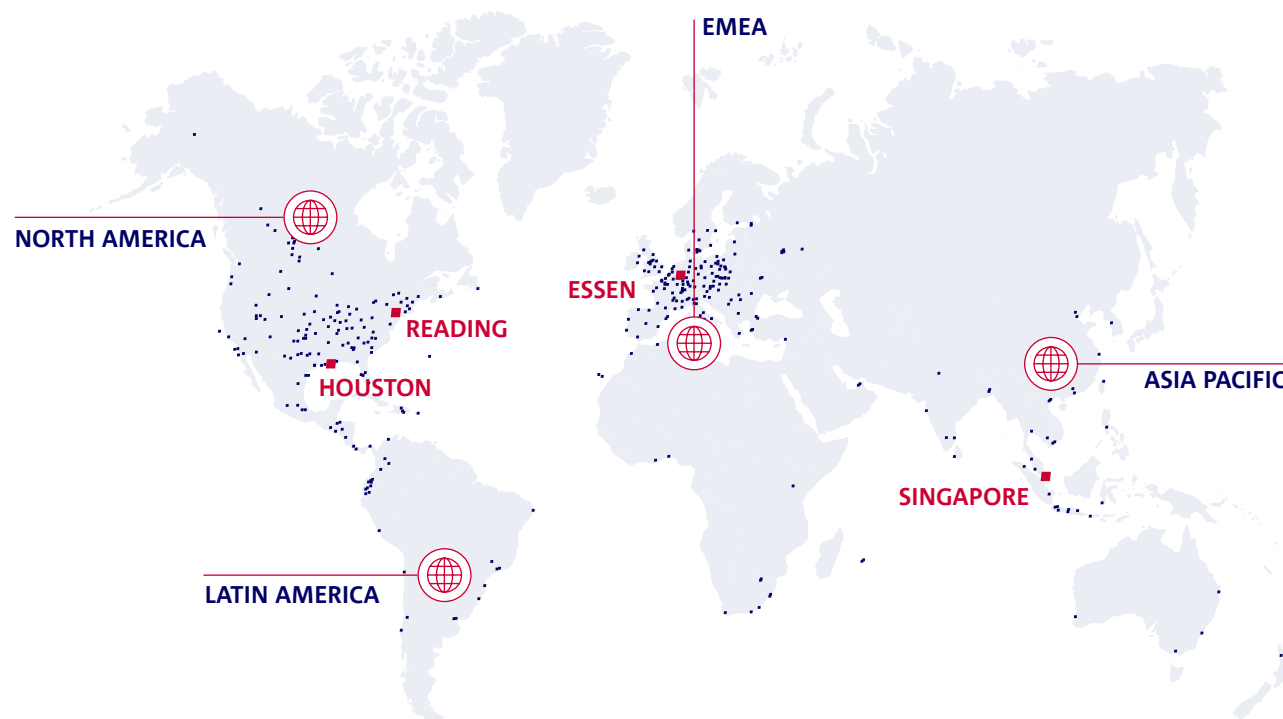 EMEA
NORTH AMERICA
ESSEN
READING
HOUSTON
ASIA PACIFIC
SINGAPORE
LATIN AMERICA